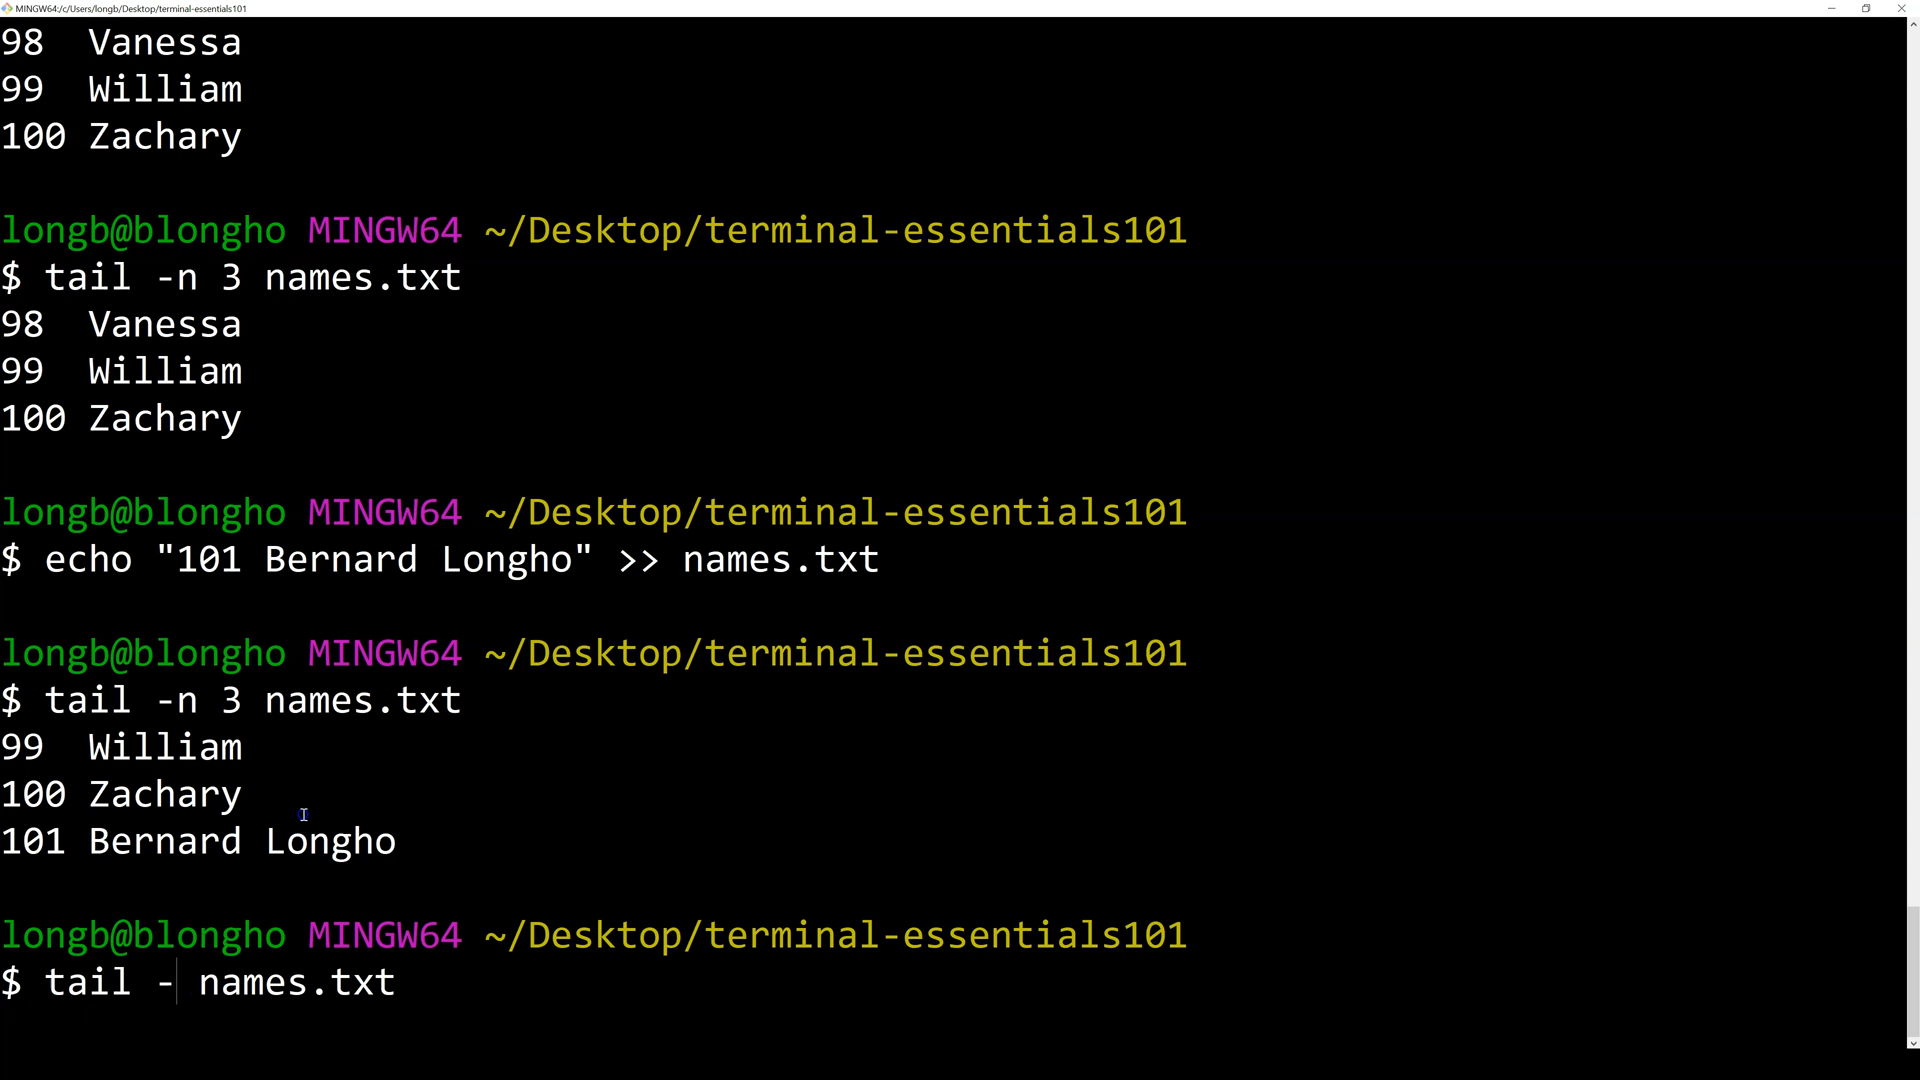 MINGW64:/c/Users/longb/Desktop/terminal-essentials101
98  Vanessa
99  William
100 Zachary
longb@blongho MINGW64 ~/Desktop/terminal-essentials101
$ tail -n 3 names.txt
98  Vanessa
99  William
100 Zachary
longb@blongho MINGW64 ~/Desktop/terminal-essentials101
$ echo "101 Bernard Longho" >> names.txt
longb@blongho MINGW64 ~/Desktop/terminal-essentials101
$ tail -n 3 names.txt
99  William
100 Zachary
101 Bernard Longho
longb@blongho MINGW64 ~/Desktop/terminal-essentials101
$ tail - names.txt